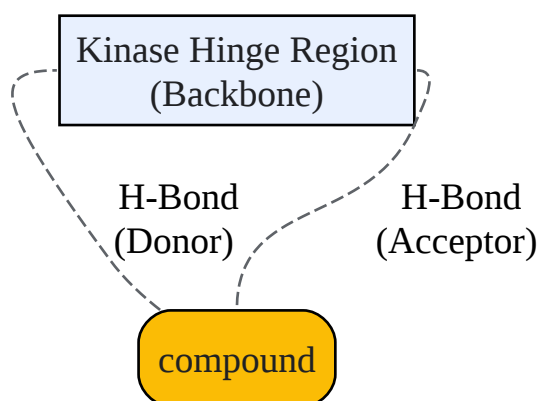 Kinase Hinge Region
(Backbone)
H-Bond
(Donor)
H-Bond
(Acceptor)
compound